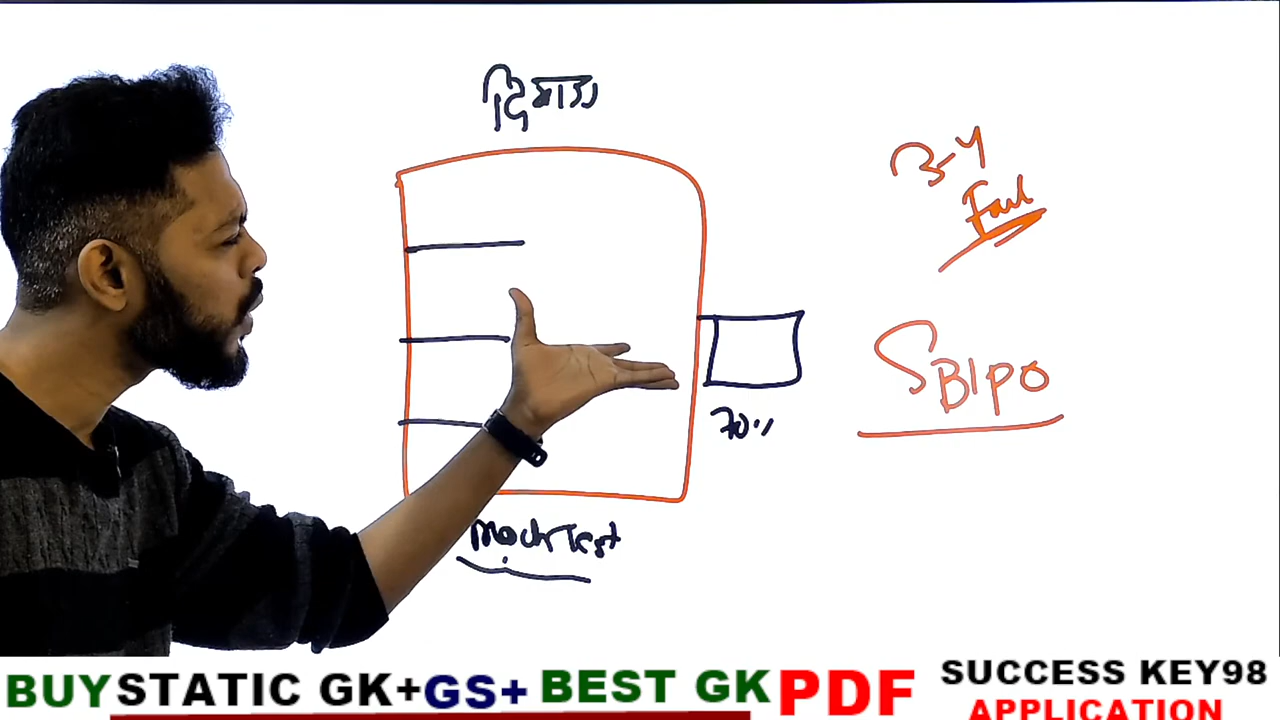 दिमाग
3-4
Fail
SBIPO
70%
Mock Test
BUY STATIC GK+GS+ BEST GK PDF
SUCCESS KEY98
APPLICATION